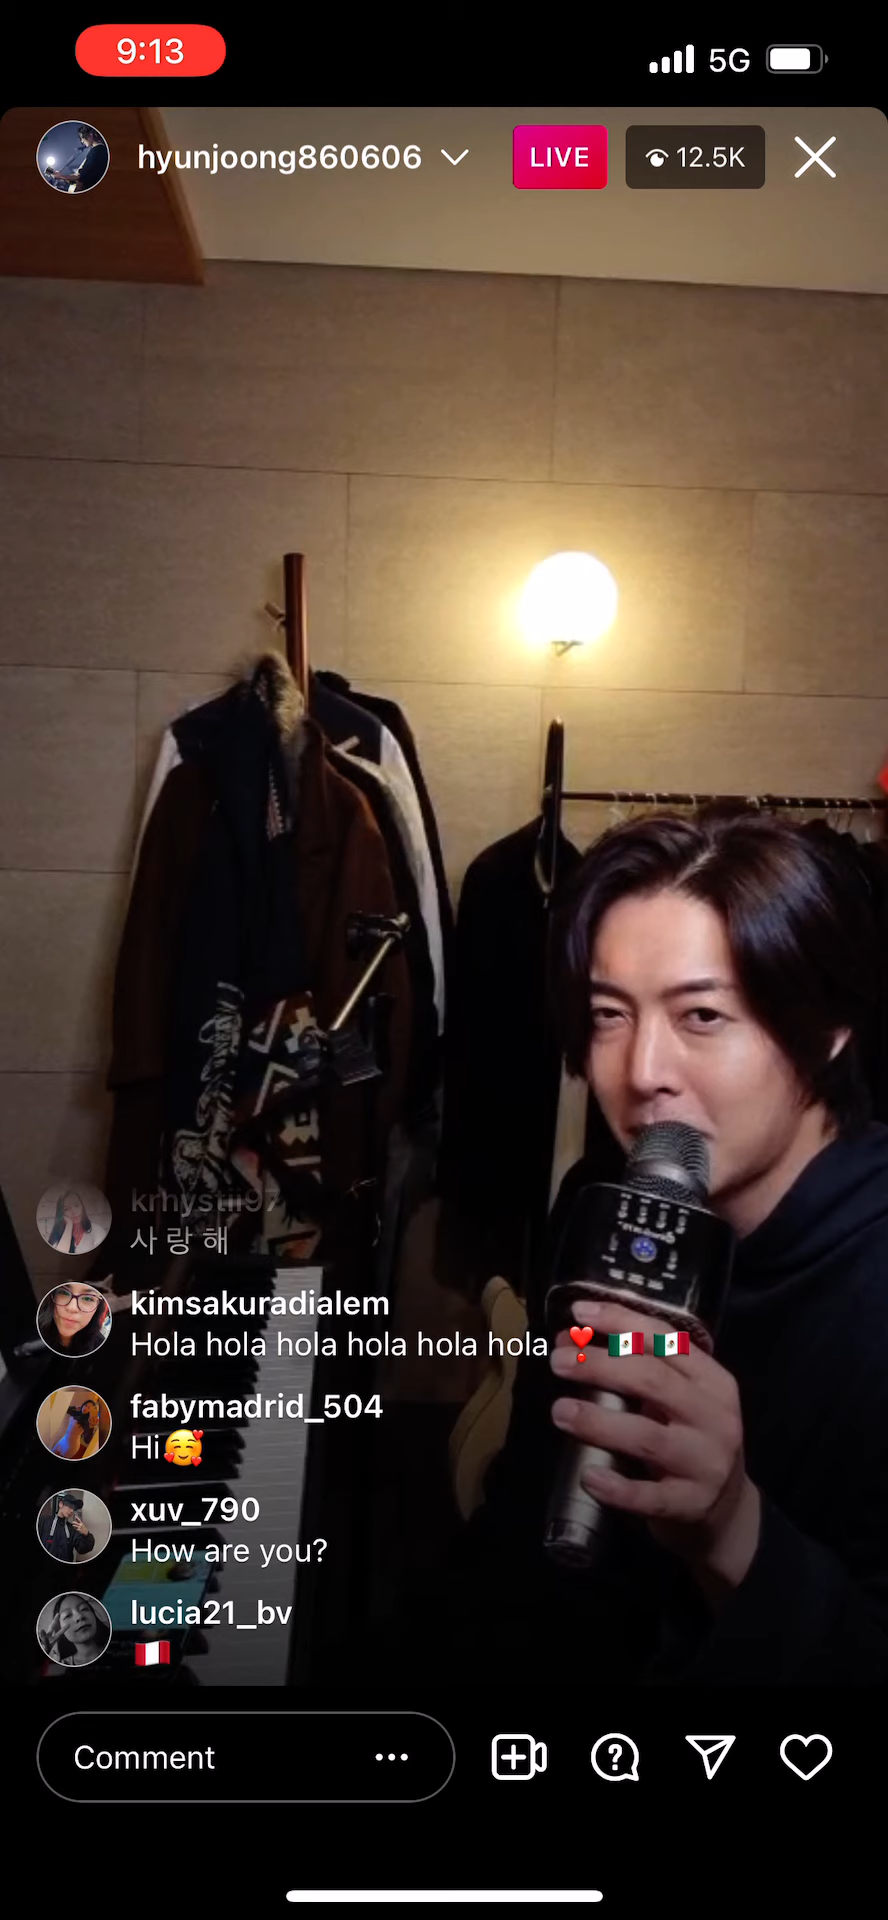 9:13
5G
hyunjoong860606
LIVE
12.5K
krhystii97
사랑해
kimsakuradialem
Hola hola hola hola hola hola ❣️🇲🇽🇲🇽
fabymadrid_504
Hi🥰
xuv_790
How are you?
lucia21_bv
🇵🇪
Comment